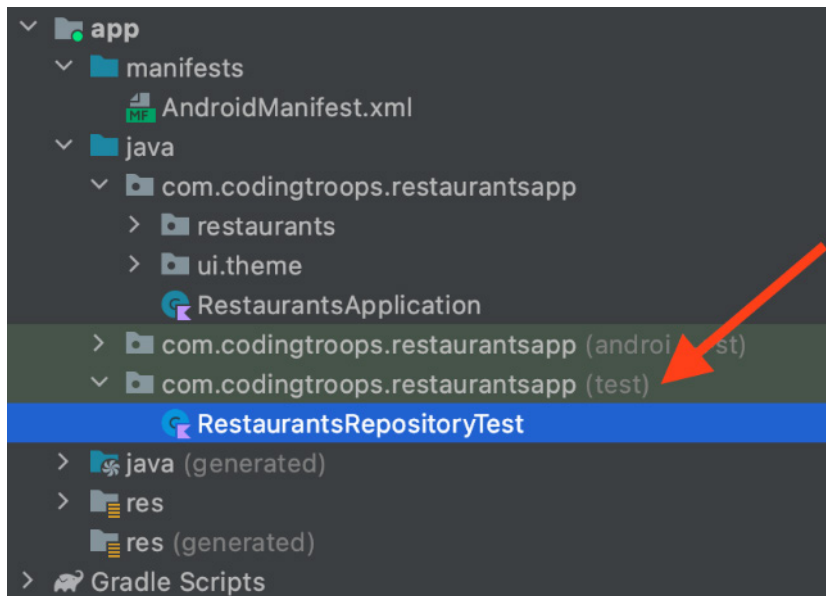 app
manifests
MF AndroidManifest.xml
java
com.codingtroops.restaurantsapp
restaurants
ui.theme
RestaurantsApplication
com.codingtroops.restaurantsapp
com.codingtroops.restaurantsapp (test)
RestaurantsRepositoryTest
java (generated)
res
res (generated)
Gradle Scripts